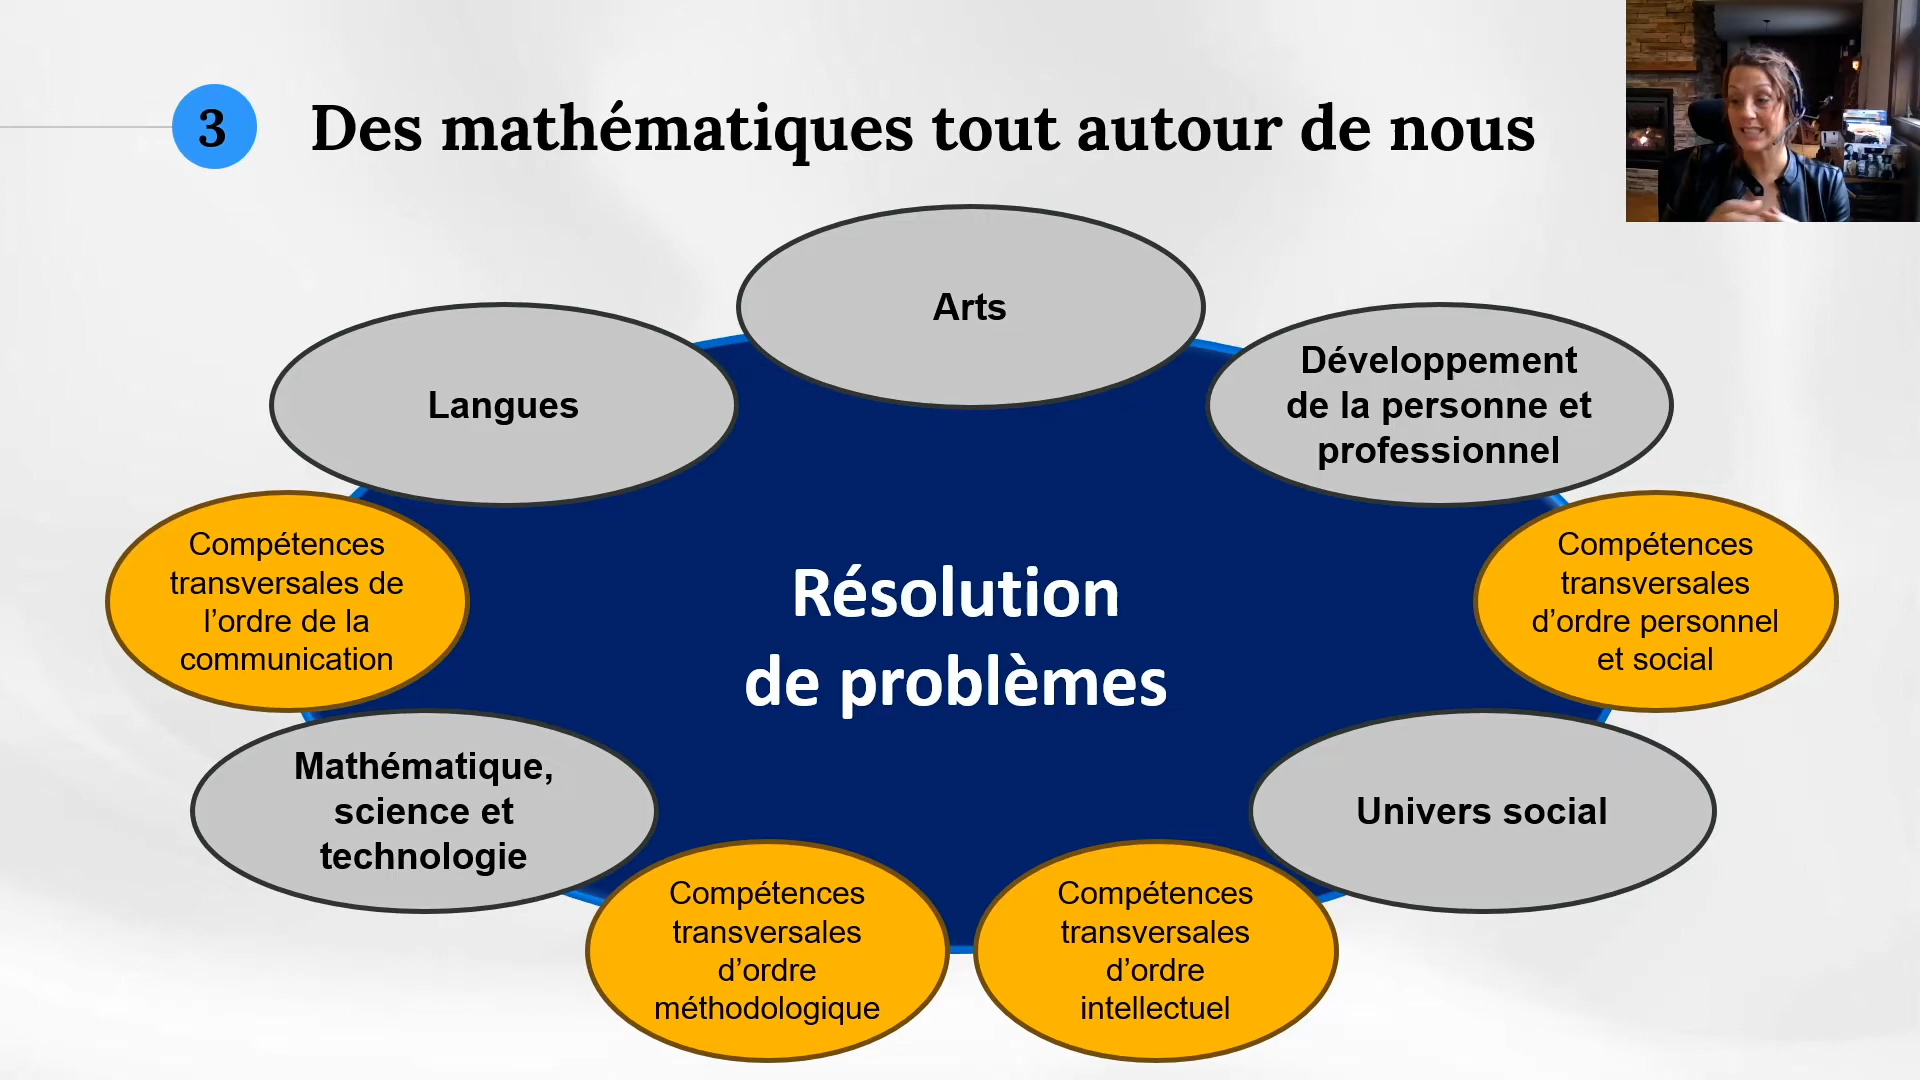 3
Des mathématiques tout autour de nous
Arts
Langues
Développement
de la personne et
professionnel
Compétences
transversales de
l’ordre de la
communication
Résolution
de problèmes
Compétences
transversales
d’ordre personnel
et social
Mathématique,
science et
technologie
Univers social
Compétences
transversales
d’ordre
méthodologique
Compétences
transversales
d’ordre
intellectuel